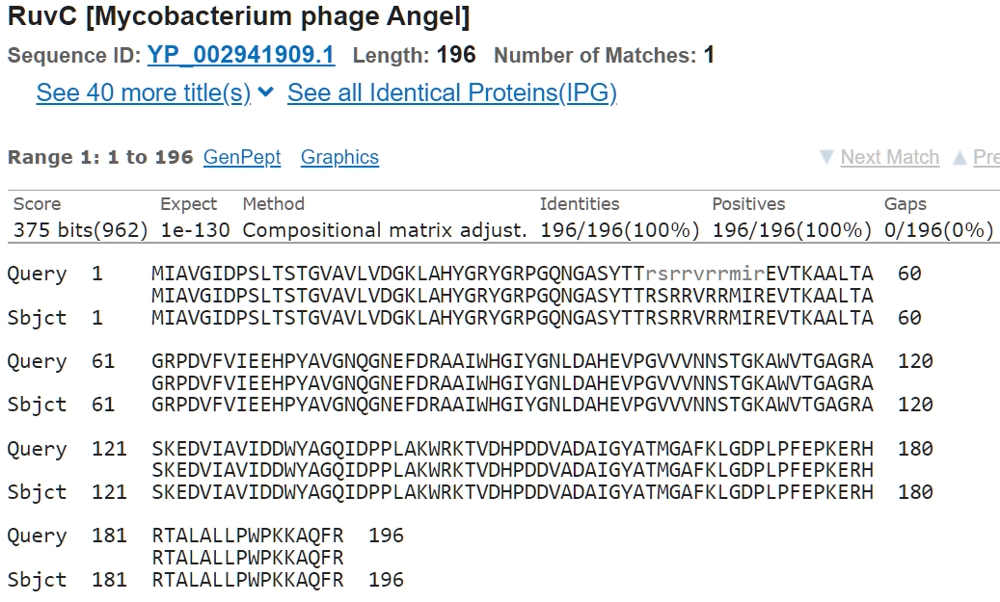 RuvC [Mycobacterium phage Angel]
Sequence ID: YP_002941909.1 Length: 196 Number of Matches: 1
See 40 more title(s) See all Identical Proteins(IPG)
Range 1: 1 to 196 GenPept Graphics Next Match Pre
Score Expect Method Identities Positives Gaps
375 bits(962) 1e-130 Compositional matrix adjust. 196/196(100%) 196/196(100%) 0/196(0%)
Query 1 MIAVGIDPSLTSTGVAVLVDGKLAHYGRYGRPGQNGASYTTrsrrvrrmirEVTKAALTA 60
MIAVGIDPSLTSTGVAVLVDGKLAHYGRYGRPGQNGASYTTRSRRVRRMIREVTKAALTA
Sbjct 1 MIAVGIDPSLTSTGVAVLVDGKLAHYGRYGRPGQNGASYTTRSRRVRRMIREVTKAALTA 60
Query 61 GRPDVFVIEEHPYAVGNQGNEFDRAAIWHGIYGNLDAHEVPGVVVNNSTGKAWVTGAGRA 120
GRPDVFVIEEHPYAVGNQGNEFDRAAIWHGIYGNLDAHEVPGVVVNNSTGKAWVTGAGRA
Sbjct 61 GRPDVFVIEEHPYAVGNQGNEFDRAAIWHGIYGNLDAHEVPGVVVNNSTGKAWVTGAGRA 120
Query 121 SKEDVIAVIDDWYAGQIDPPLAKWRKTVDHPDDVADAIGYATMGAFKLGDPLPFEPKERH 180
SKEDVIAVIDDWYAGQIDPPLAKWRKTVDHPDDVADAIGYATMGAFKLGDPLPFEPKERH
Sbjct 121 SKEDVIAVIDDWYAGQIDPPLAKWRKTVDHPDDVADAIGYATMGAFKLGDPLPFEPKERH 180
Query 181 RTALALLPWPKKAQFR 196
RTALALLPWPKKAQFR
Sbjct 181 RTALALLPWPKKAQFR 196